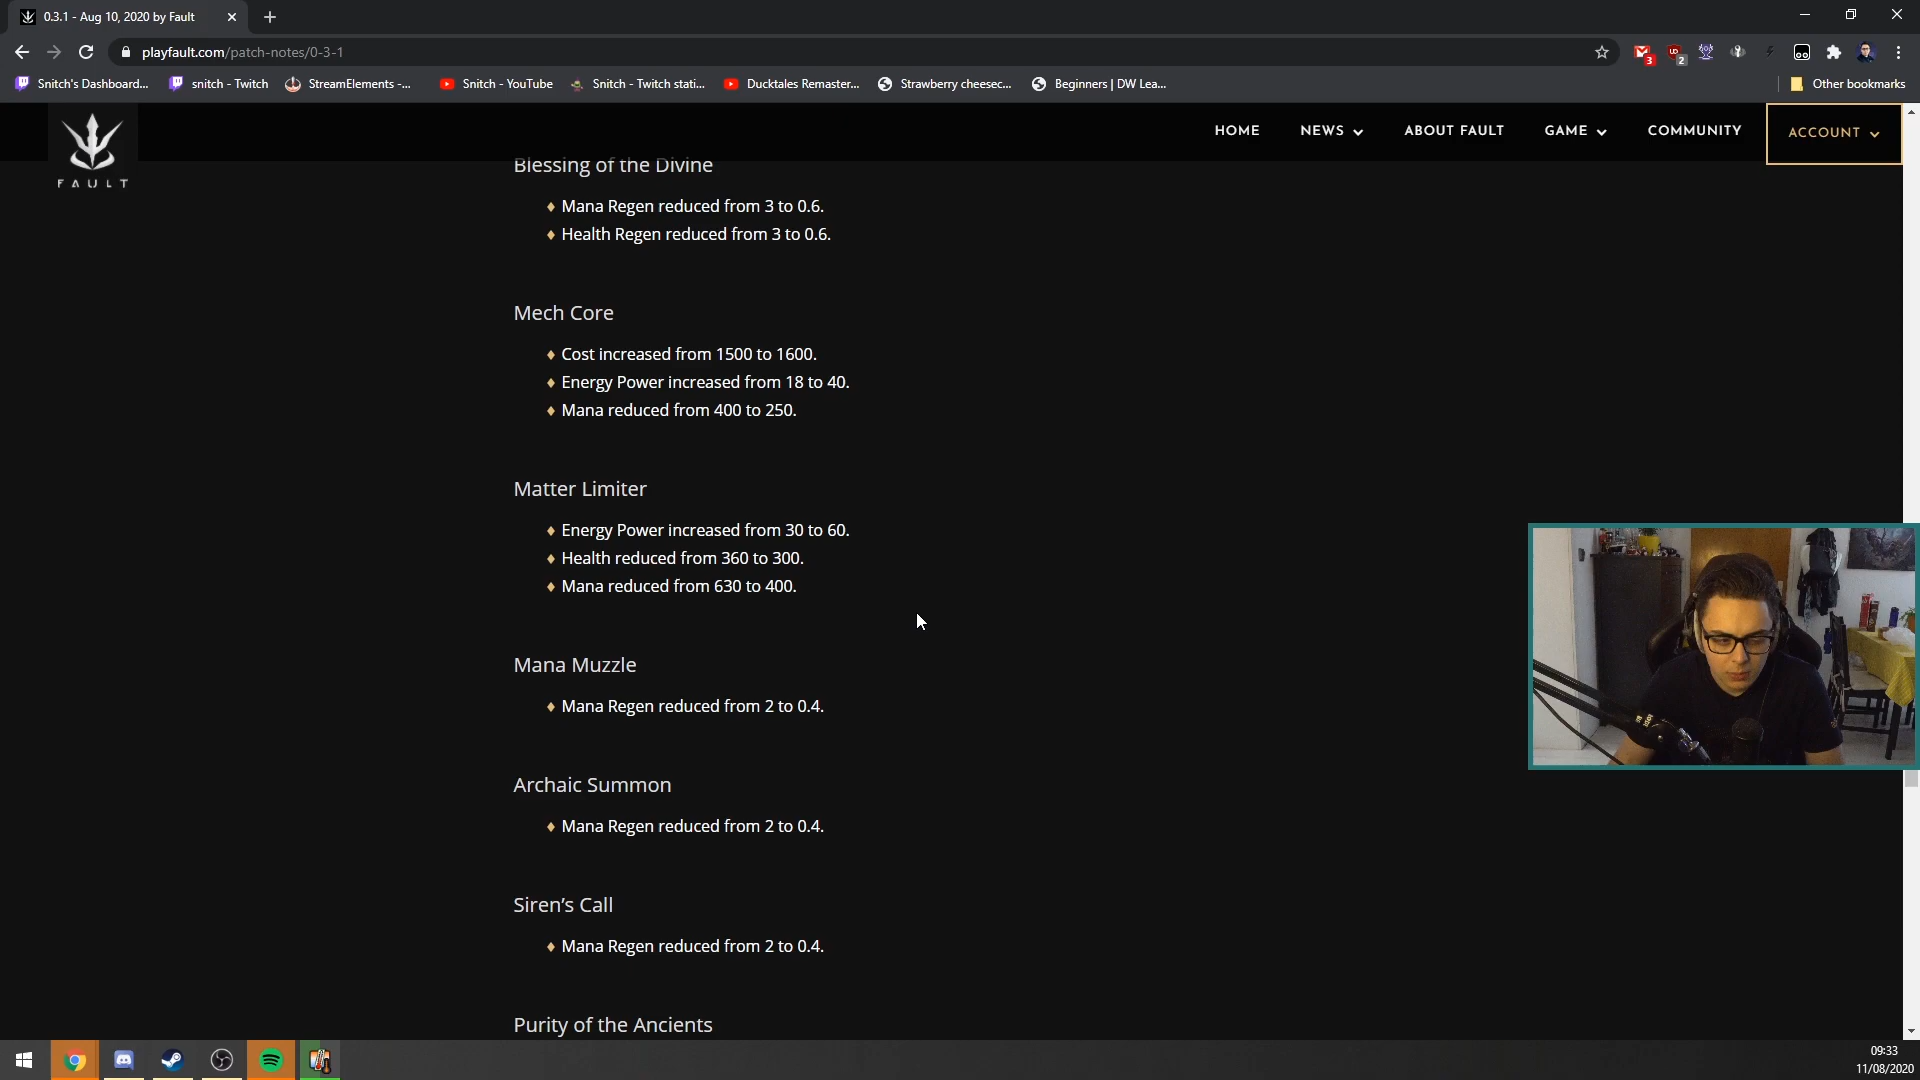 0.3.1 - Aug 10, 2020 by Fault
playfault.com/patch-notes/0-3-1
3
2
Snitch's Dashboard...
snitch - Twitch
StreamElements -...
Snitch - YouTube
Snitch - Twitch stati...
Ducktales Remaster...
Strawberry cheesec...
Beginners | DW Lea...
Other bookmarks
FAULT
HOME
NEWS
ABOUT FAULT
GAME
COMMUNITY
ACCOUNT
Blessing of the Divine
Mana Regen reduced from 3 to 0.6.
Health Regen reduced from 3 to 0.6.
Mech Core
Cost increased from 1500 to 1600.
Energy Power increased from 18 to 40.
Mana reduced from 400 to 250.
Matter Limiter
Energy Power increased from 30 to 60.
Health reduced from 360 to 300.
Mana reduced from 630 to 400.
Mana Muzzle
Mana Regen reduced from 2 to 0.4.
Archaic Summon
Mana Regen reduced from 2 to 0.4.
Siren's Call
Mana Regen reduced from 2 to 0.4.
Purity of the Ancients
09:33
11/08/2020